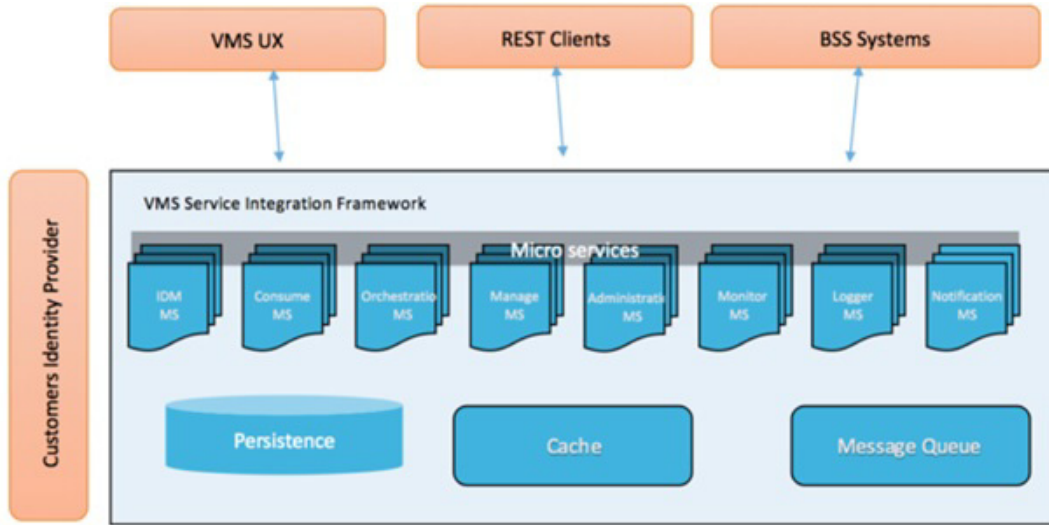 VMS UX
REST Clients
BSS Systems
Customers Identity Provider
VMS Service Integration Framework
Micro services
IDM
MS
Consume
MS
Orchestratio
MS
Manage
MS
Administratio
MS
Monitor
MS
Logger
MS
Notification
MS
Persistence
Cache
Message Queue